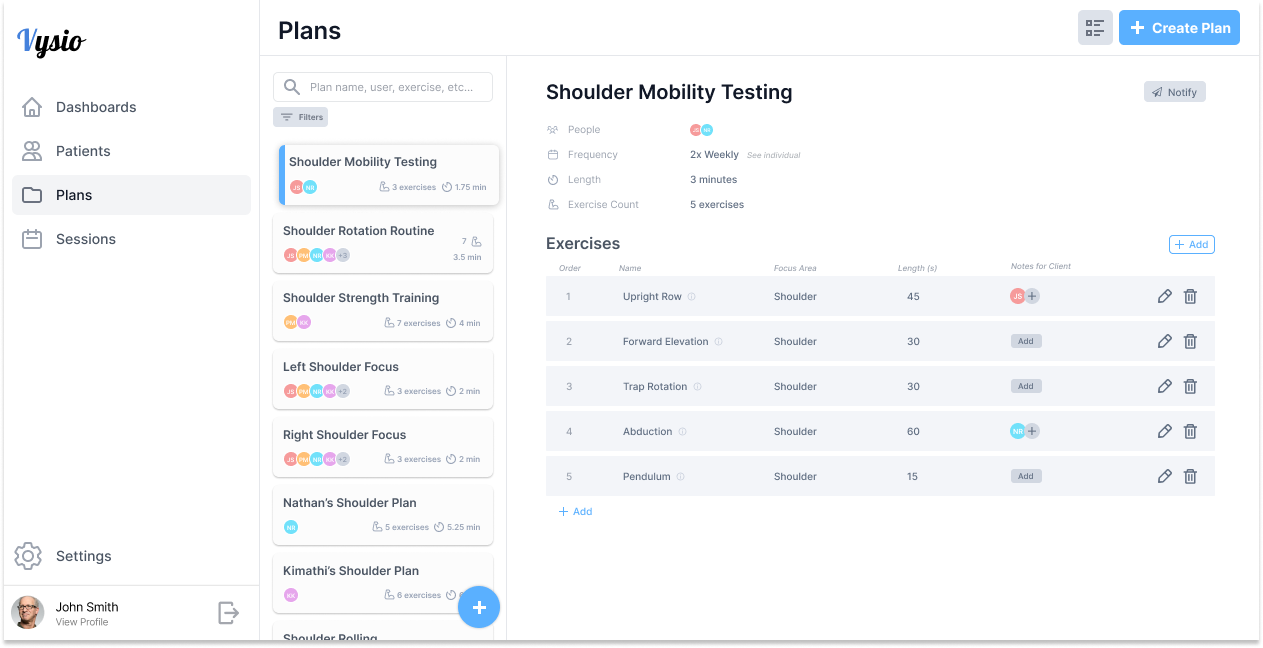 Vysio
Dashboards
Patients
Plans
Sessions
Settings
John Smith
View Profile
Plans
Create Plan
Plan name, user, exercise, etc...
Filters
Shoulder Mobility Testing
JS NR 3 exercises 1.75 min
Shoulder Rotation Routine
7
JS PM NR KK +3 3.5 min
Shoulder Strength Training
PM KK 7 exercises 4 min
Left Shoulder Focus
JS PM NR KK +2 3 exercises 2 min
Right Shoulder Focus
JS PM NR KK +2 3 exercises 2 min
Nathan’s Shoulder Plan
NR 5 exercises 5.25 min
Kimathi’s Shoulder Plan
KK 6 exercises
Shoulder Rolling
Shoulder Mobility Testing
Notify
People JS NR
Frequency 2x Weekly See Individual
Length 3 minutes
Exercise Count 5 exercises
Exercises
+ Add
Order Name Focus Area Length (s) Notes for Client
1 Upright Row Shoulder 45 JS +
2 Forward Elevation Shoulder 30 Add
3 Trap Rotation Shoulder 30 Add
4 Abduction Shoulder 60 NR +
5 Pendulum Shoulder 15 Add
+ Add